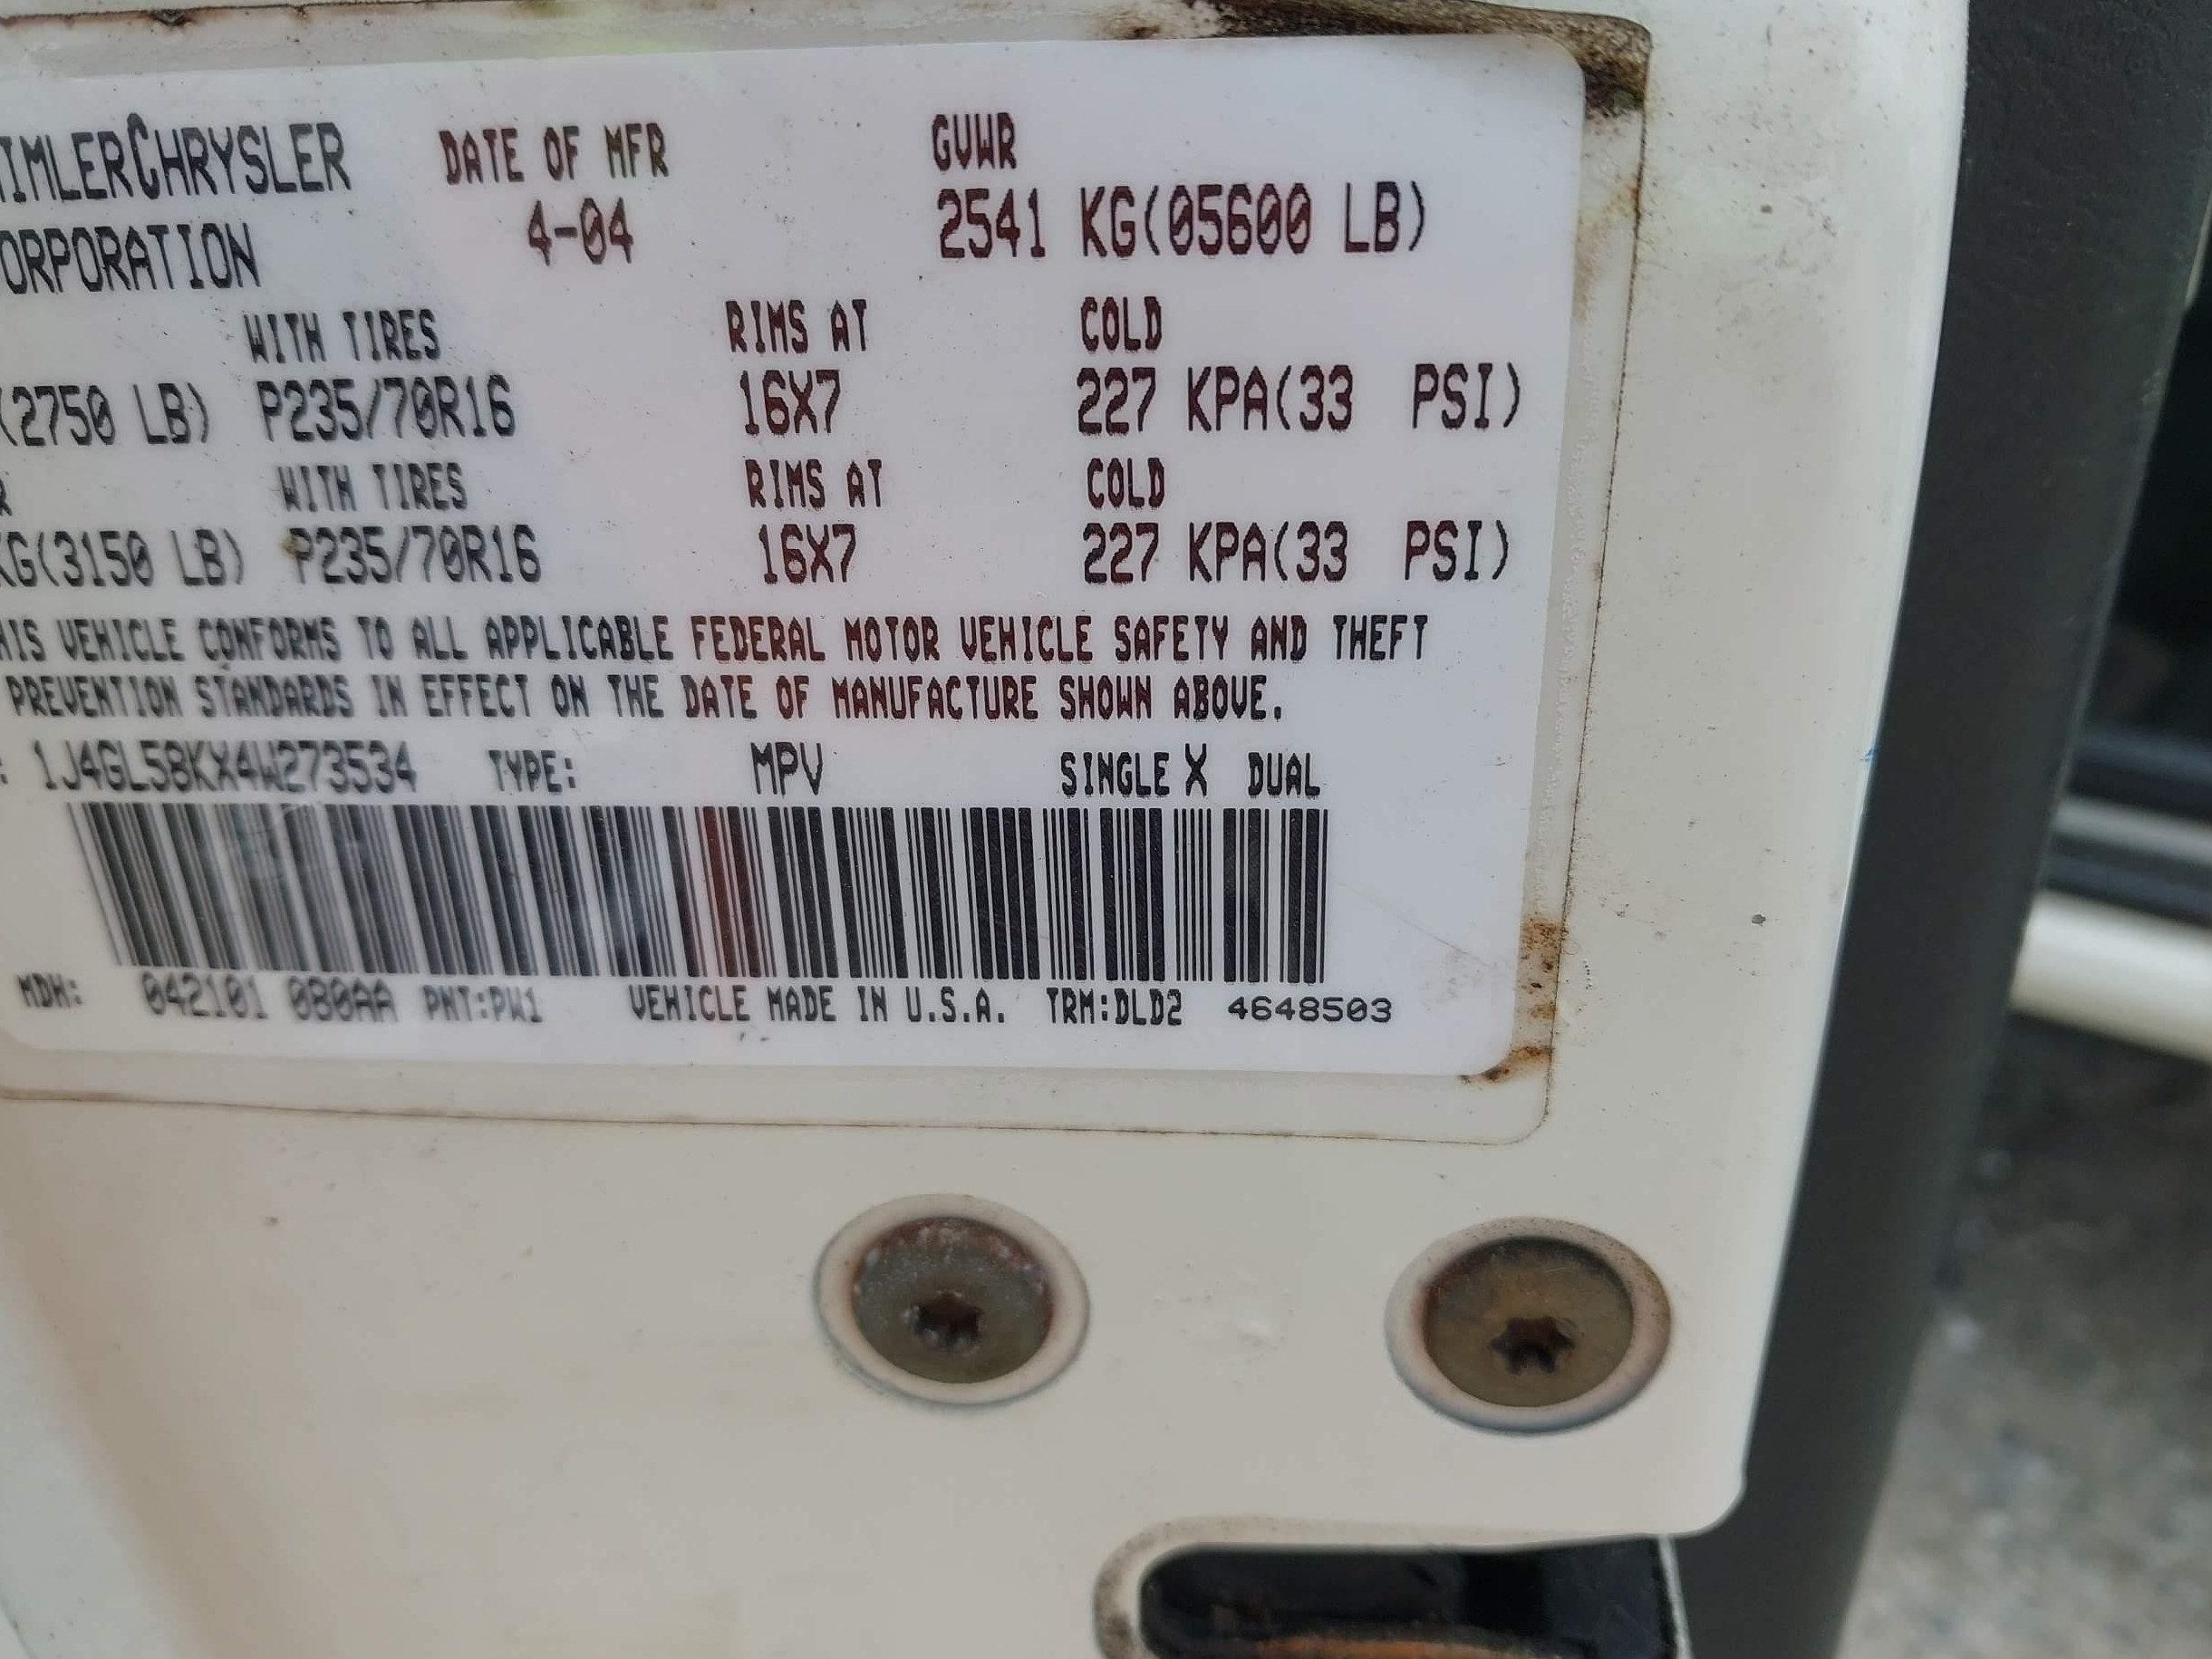 IMLERCHRYSLER DATE OF MFR GVWR
ORPORATION 4-04 2541 KG(05600 LB)
WITH TIRES RIMS AT COLD
(2750 LB) P235/70R16 16X7 227 KPA(33 PSI)
R WITH TIRES RIMS AT COLD
KG(3150 LB) P235/70R16 16X7 227 KPA(33 PSI)
HIS VEHICLE CONFORMS TO ALL APPLICABLE FEDERAL MOTOR VEHICLE SAFETY AND THEFT
PREVENTION STANDARDS IN EFFECT ON THE DATE OF MANUFACTURE SHOWN ABOVE.
: 1J4GL58KX4W273534 TYPE: MPV SINGLE X DUAL
MDH: 042101 080AA PNT:PW1 VEHICLE MADE IN U.S.A. TRM:DLD2 4648503